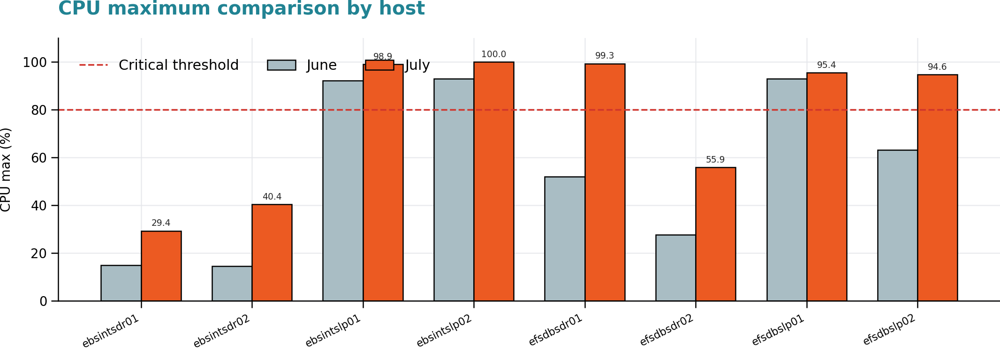 CPU maximum comparison by host
Critical threshold June July
98.9
100.0
99.3
95.4
94.6
55.9
40.4
29.4
CPU max (%)
100
80
60
40
20
0
ebsintsdr01
ebsintsdr02
ebsintslp01
ebsintslp02
efsdbsdr01
efsdbsdr02
efsdbslp01
efsdbslp02